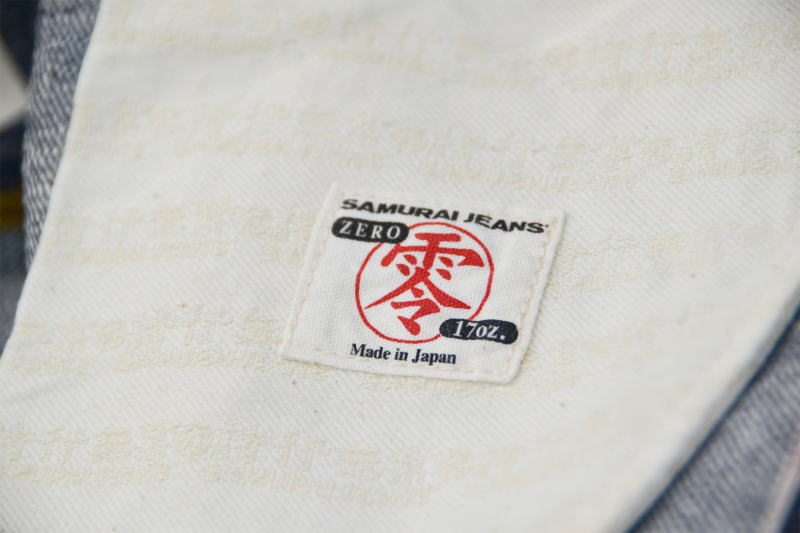 SAMURAI JEANS
ZERO
零
17oz.
Made in Japan